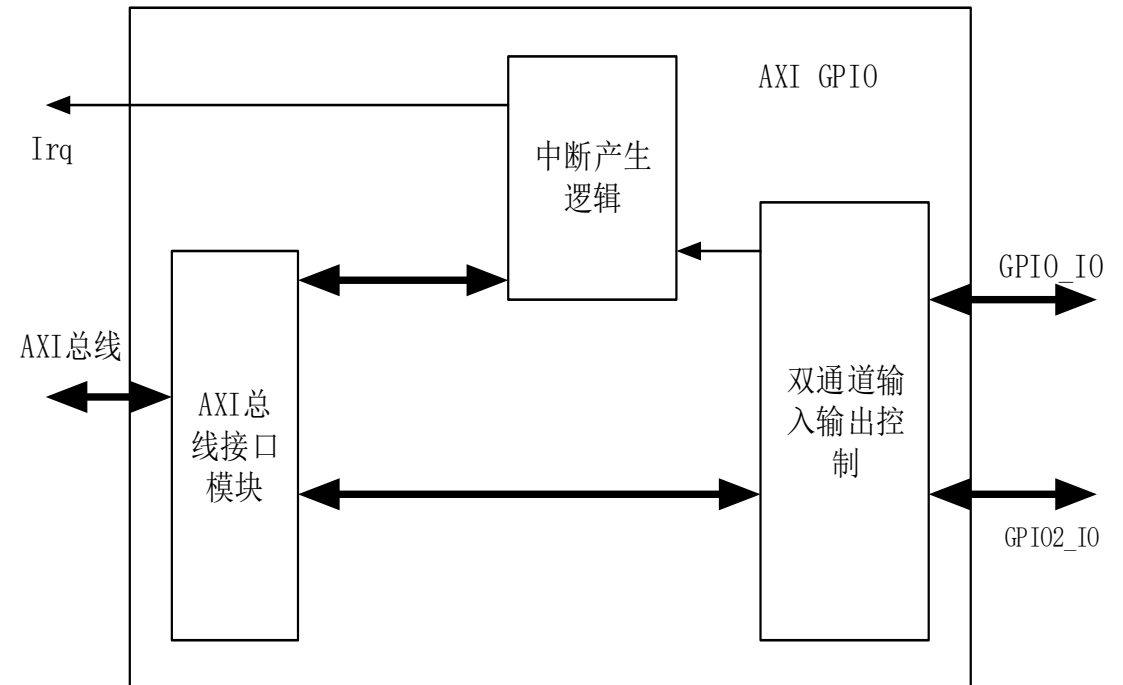 AXI GPIO
Irq
中断产生
逻辑
GPIO_IO
AXI总线
AXI总
线接口
模块
双通道输
入输出控
制
GPIO2_IO